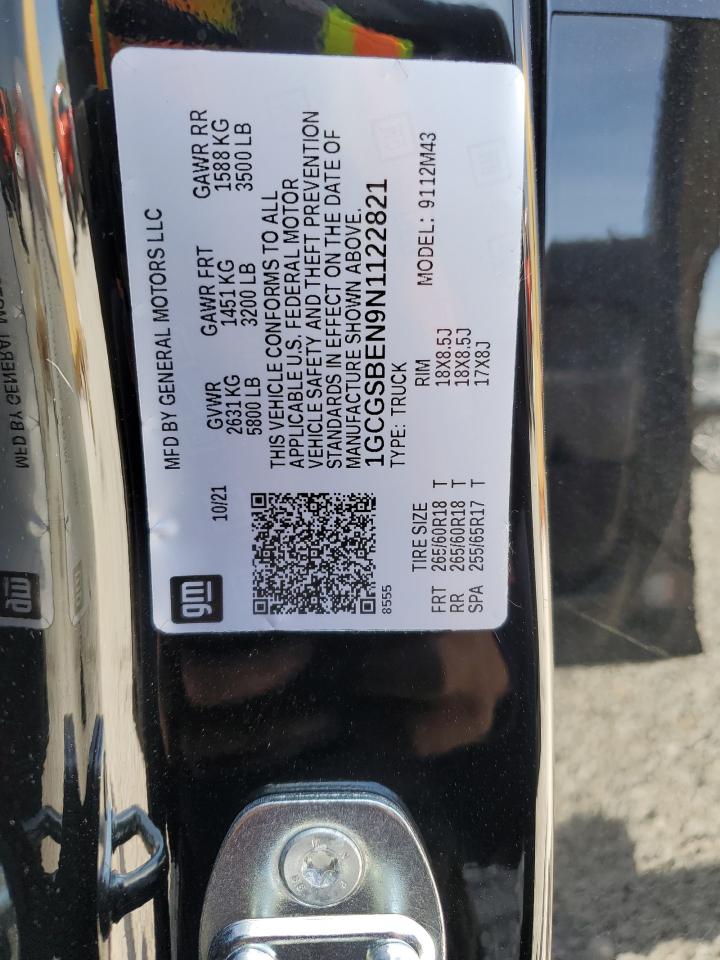 gm
MFD BY GENERAL MOTORS LLC
10/21
GVWR
2631 KG
5800 LB
GAWR FRT
1451 KG
3200 LB
GAWR RR
1588 KG
3500 LB
THIS VEHICLE CONFORMS TO ALL
APPLICABLE U.S. FEDERAL MOTOR
VEHICLE SAFETY AND THEFT PREVENTION
STANDARDS IN EFFECT ON THE DATE OF
MANUFACTURE SHOWN ABOVE.
1GCGSBEN9N1122821
TYPE: TRUCK
8555
MODEL: 9112M43
TIRE SIZE RIM
FRT 265/60R18 T 18X8.5J
RR 265/60R18 T 18X8.5J
SPA 255/65R17 T 17X8J